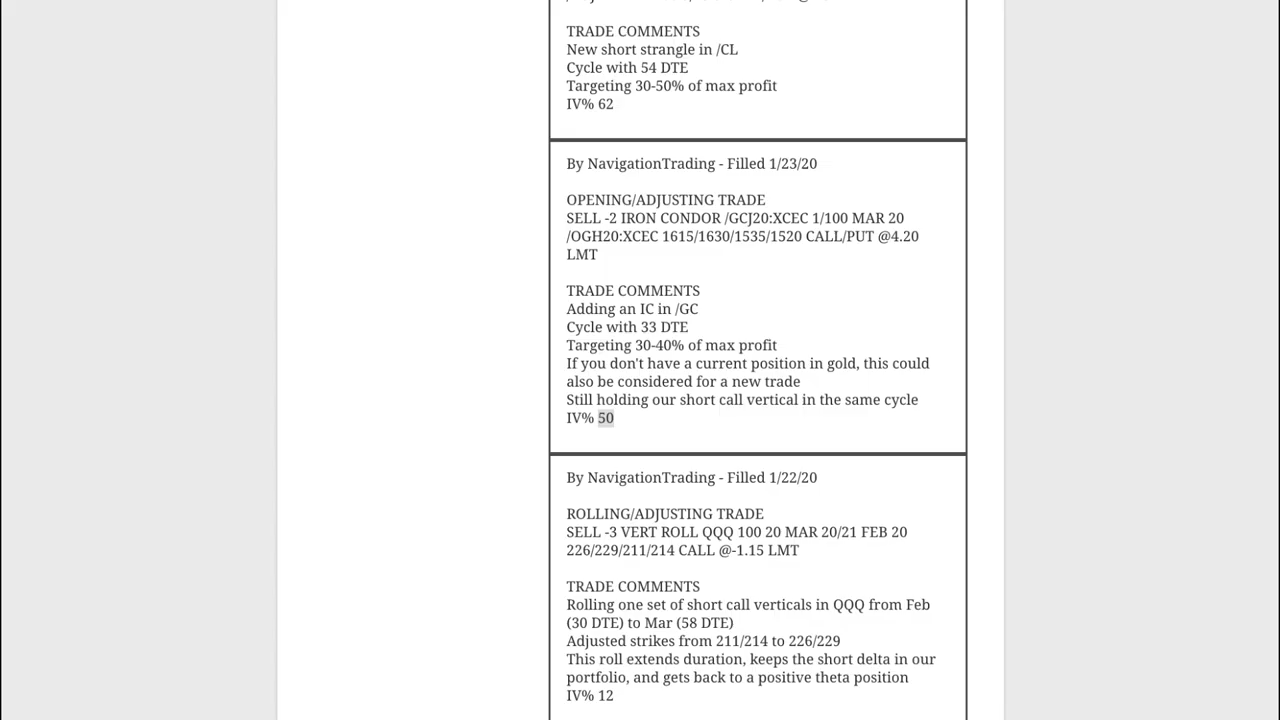 TRADE COMMENTS
New short strangle in /CL
Cycle with 54 DTE
Targeting 30-50% of max profit
IV% 62
By NavigationTrading - Filled 1/23/20
OPENING/ADJUSTING TRADE
SELL -2 IRON CONDOR /GCJ20:XCEC 1/100 MAR 20
/OGH20:XCEC 1615/1630/1535/1520 CALL/PUT @4.20
LMT
TRADE COMMENTS
Adding an IC in /GC
Cycle with 33 DTE
Targeting 30-40% of max profit
If you don't have a current position in gold, this could
also be considered for a new trade
Still holding our short call vertical in the same cycle
IV% 50
By NavigationTrading - Filled 1/22/20
ROLLING/ADJUSTING TRADE
SELL -3 VERT ROLL QQQ 100 20 MAR 20/21 FEB 20
226/229/211/214 CALL @-1.15 LMT
TRADE COMMENTS
Rolling one set of short call verticals in QQQ from Feb
(30 DTE) to Mar (58 DTE)
Adjusted strikes from 211/214 to 226/229
This roll extends duration, keeps the short delta in our
portfolio, and gets back to a positive theta position
IV% 12